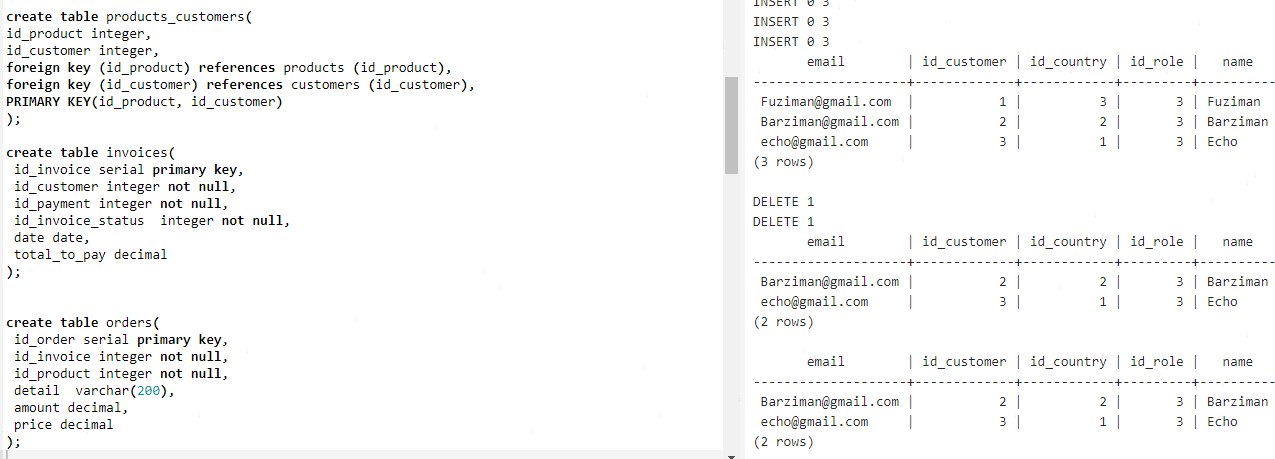 create table products_customers(
id_product integer,
id_customer integer,
foreign key (id_product) references products (id_product),
foreign key (id_customer) references customers (id_customer),
PRIMARY KEY(id_product, id_customer)
);
create table invoices(
id_invoice serial primary key,
id_customer integer not null,
id_payment integer not null,
id_invoice_status  integer not null,
date date,
total_to_pay decimal
);
create table orders(
id_order serial primary key,
id_invoice integer not null,
id_product integer not null,
detail  varchar(200),
amount decimal,
price decimal
);
INSERT 0 3
INSERT 0 3
INSERT 0 3
email | id_customer | id_country | id_role | name
--------------------+-------------+------------+---------+----------
Fuziman@gmail.com | 1 | 3 | 3 | Fuziman
Barziman@gmail.com | 2 | 2 | 3 | Barziman
echo@gmail.com | 3 | 1 | 3 | Echo
(3 rows)
DELETE 1
DELETE 1
email | id_customer | id_country | id_role | name
--------------------+-------------+------------+---------+----------
Barziman@gmail.com | 2 | 2 | 3 | Barziman
echo@gmail.com | 3 | 1 | 3 | Echo
(2 rows)
email | id_customer | id_country | id_role | name
--------------------+-------------+------------+---------+----------
Barziman@gmail.com | 2 | 2 | 3 | Barziman
echo@gmail.com | 3 | 1 | 3 | Echo
(2 rows)